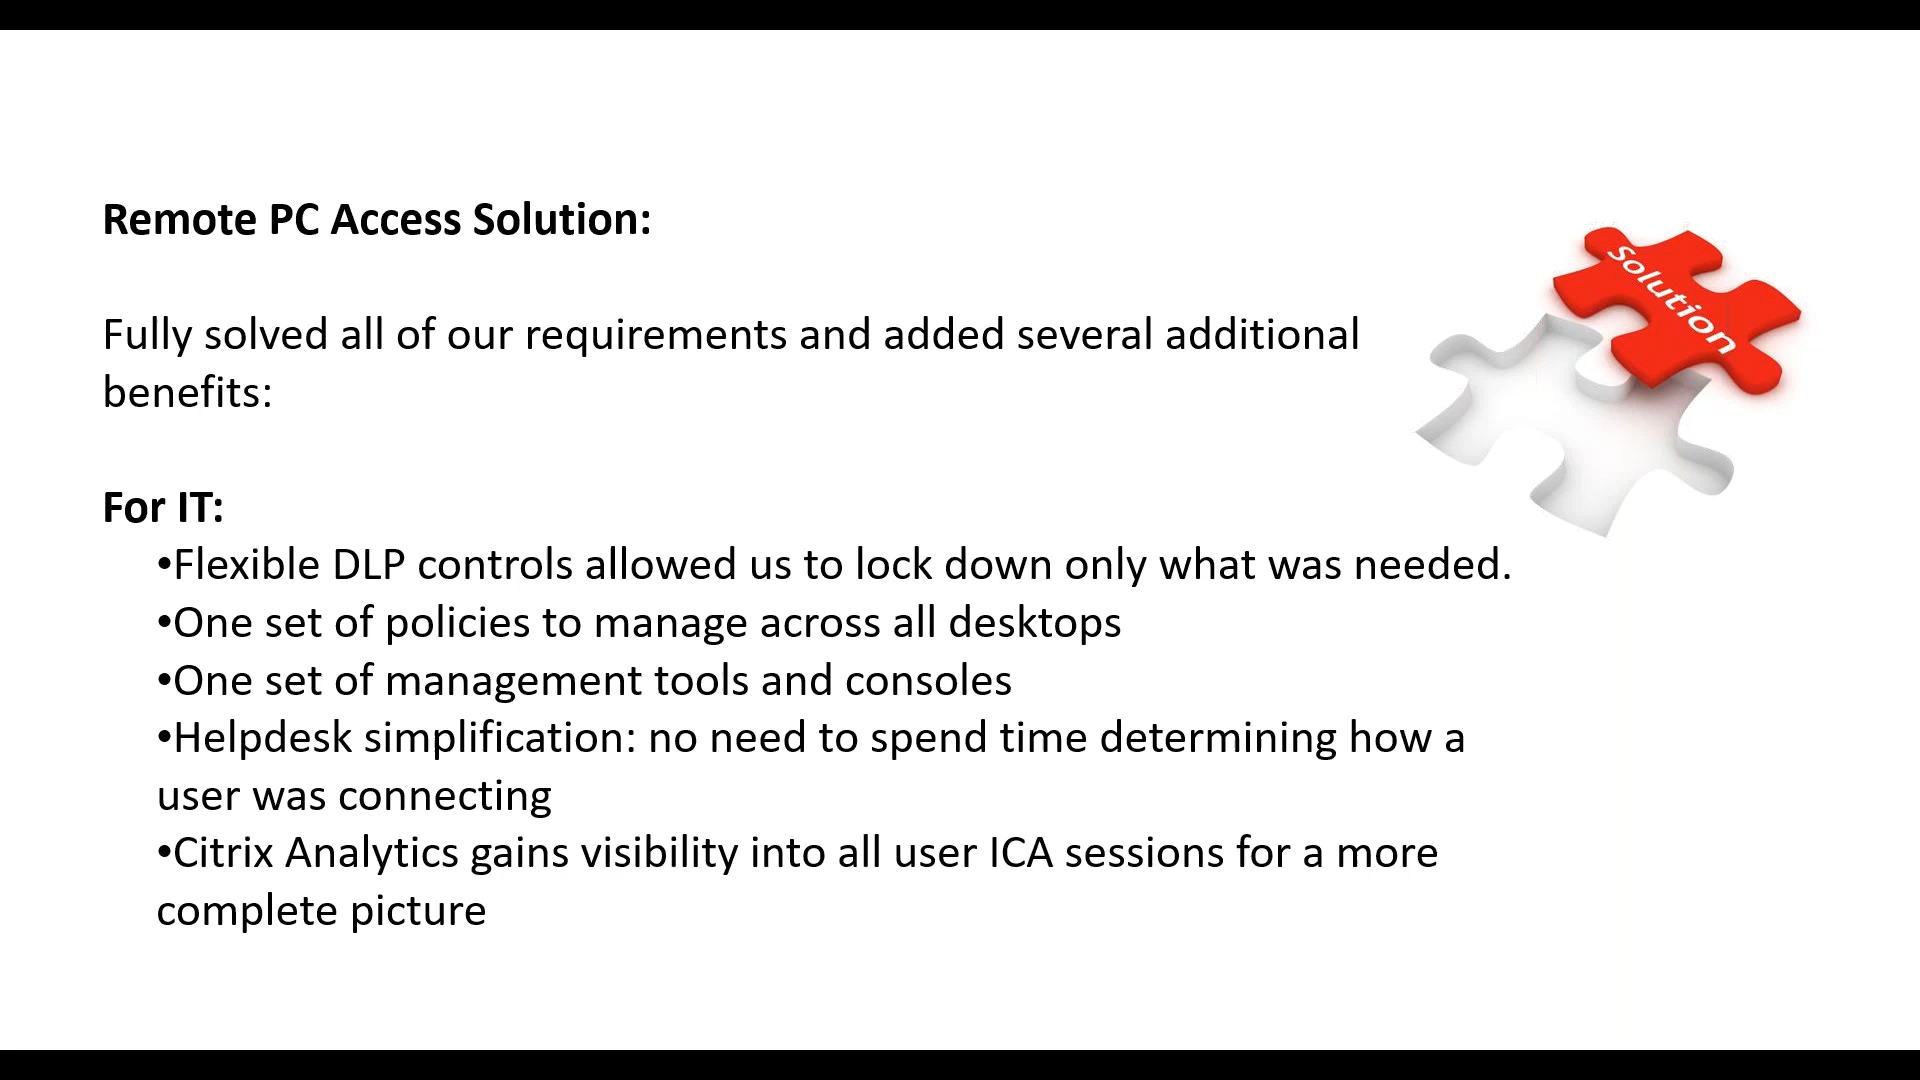 Remote PC Access Solution:
Solution
Fully solved all of our requirements and added several additional
benefits:
For IT:
•Flexible DLP controls allowed us to lock down only what was needed.
•One set of policies to manage across all desktops
•One set of management tools and consoles
•Helpdesk simplification: no need to spend time determining how a
user was connecting
•Citrix Analytics gains visibility into all user ICA sessions for a more
complete picture